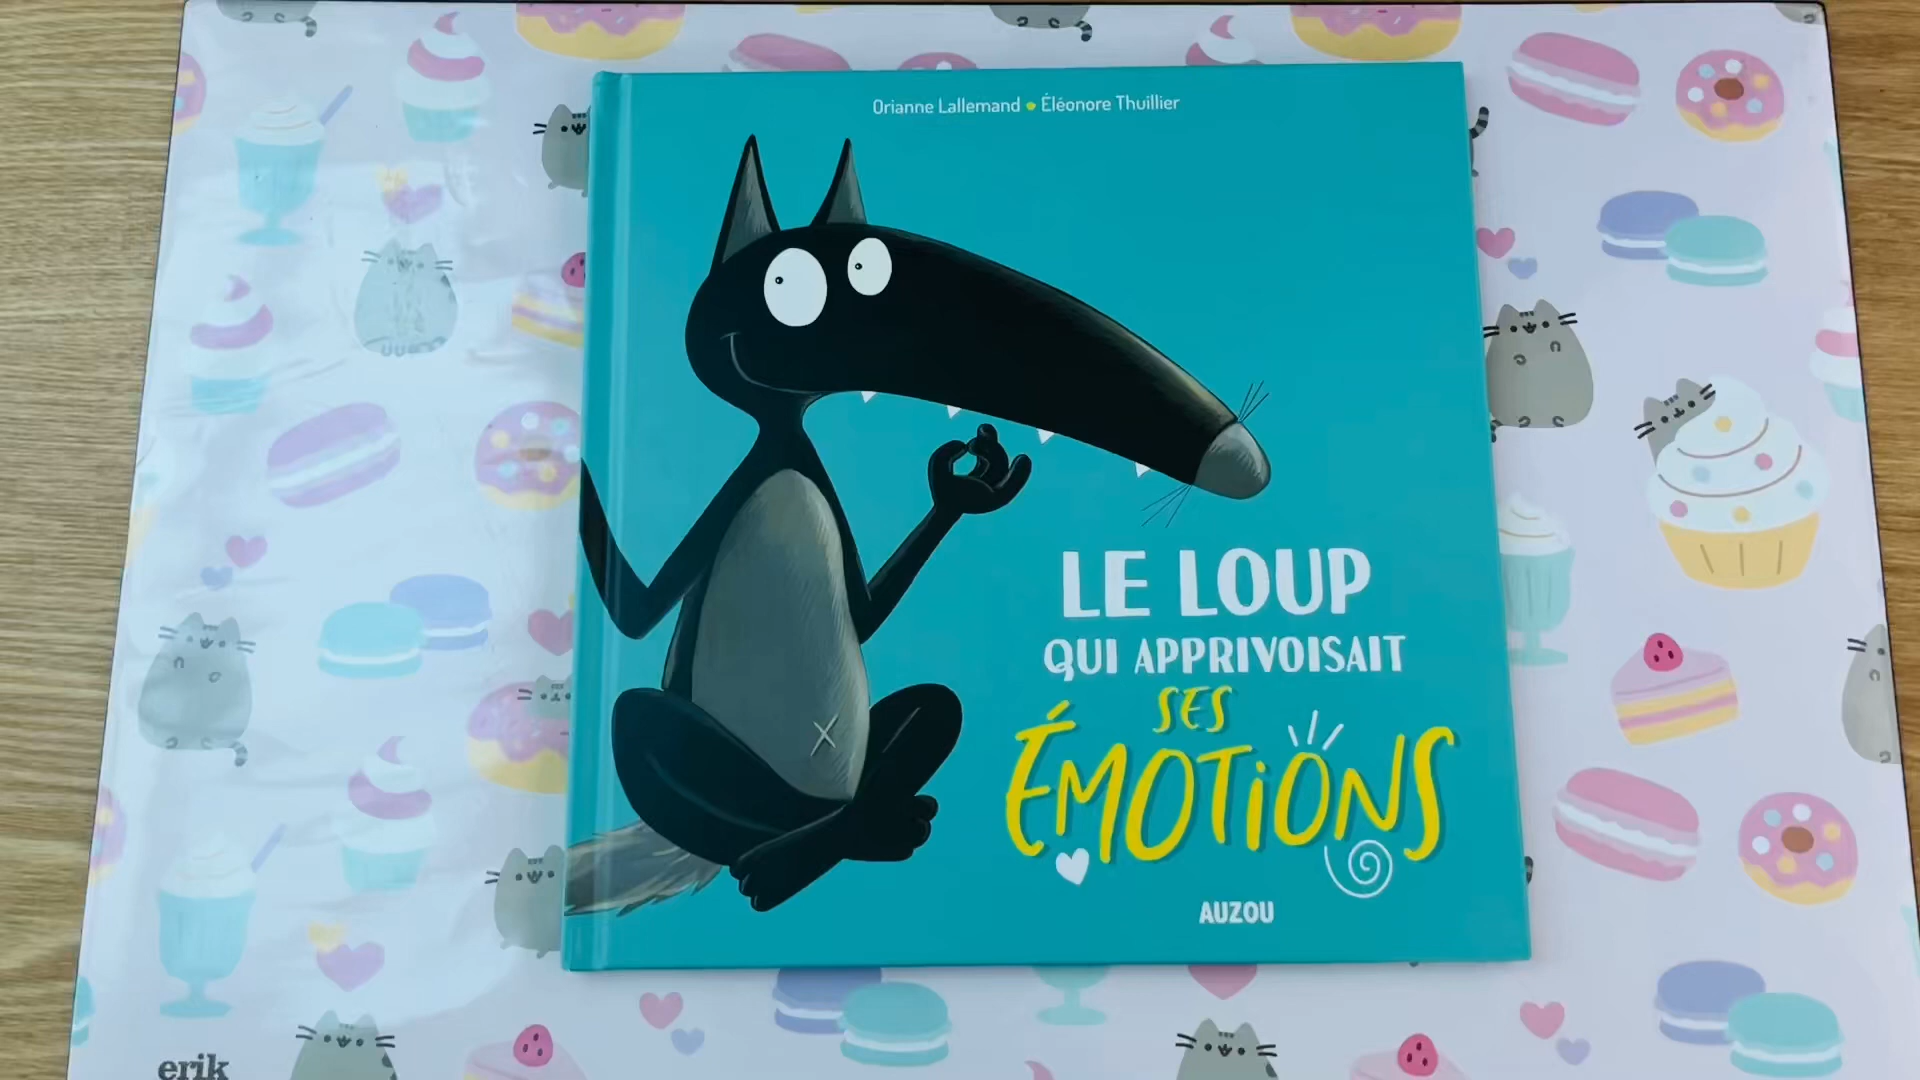 Orianne Lallemand • Éléonore Thuillier
LE LOUP
QUI APPRIVOISAIT
SES
ÉMOTIONS
AUZOU
erik